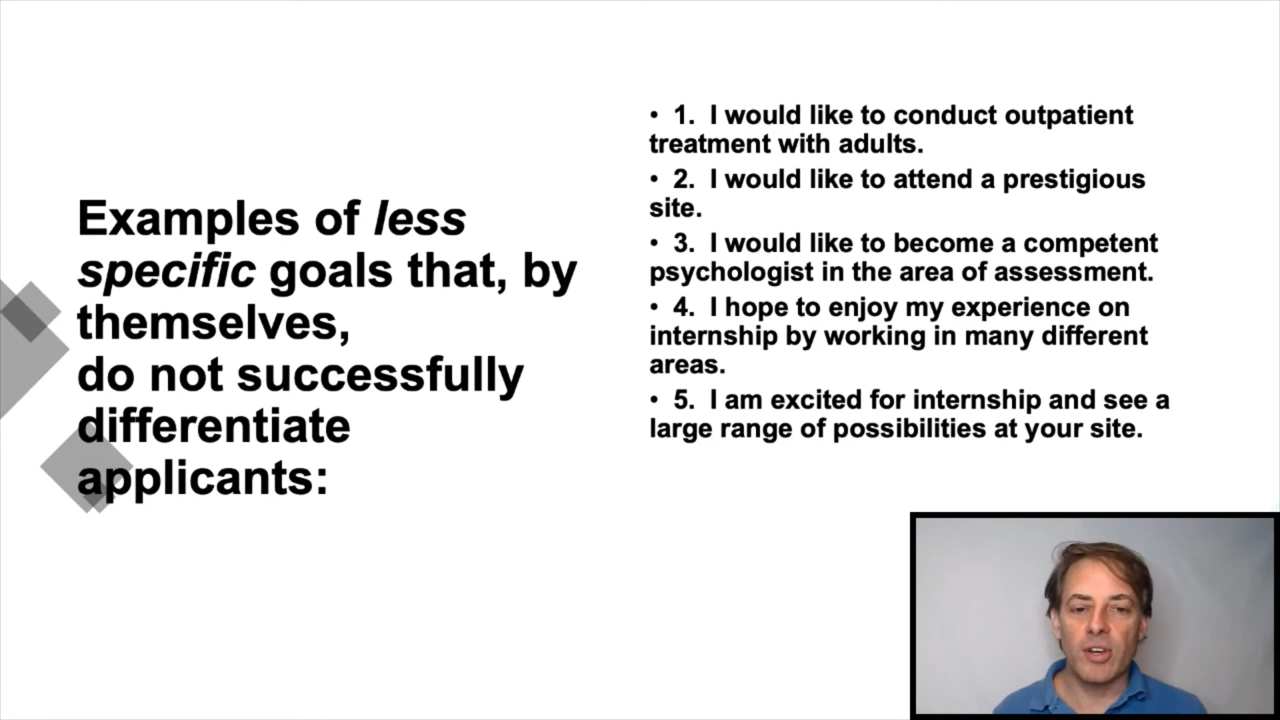 Examples of less
specific goals that, by
themselves,
do not successfully
differentiate
applicants:
• 1. I would like to conduct outpatient
treatment with adults.
• 2. I would like to attend a prestigious
site.
• 3. I would like to become a competent
psychologist in the area of assessment.
• 4. I hope to enjoy my experience on
internship by working in many different
areas.
• 5. I am excited for internship and see a
large range of possibilities at your site.